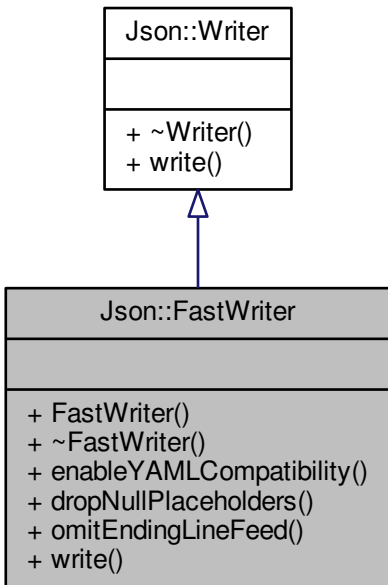 Json::Writer
+ ~Writer()
+ write()
Json::FastWriter
+ FastWriter()
+ ~FastWriter()
+ enableYAMLCompatibility()
+ dropNullPlaceholders()
+ omitEndingLineFeed()
+ write()